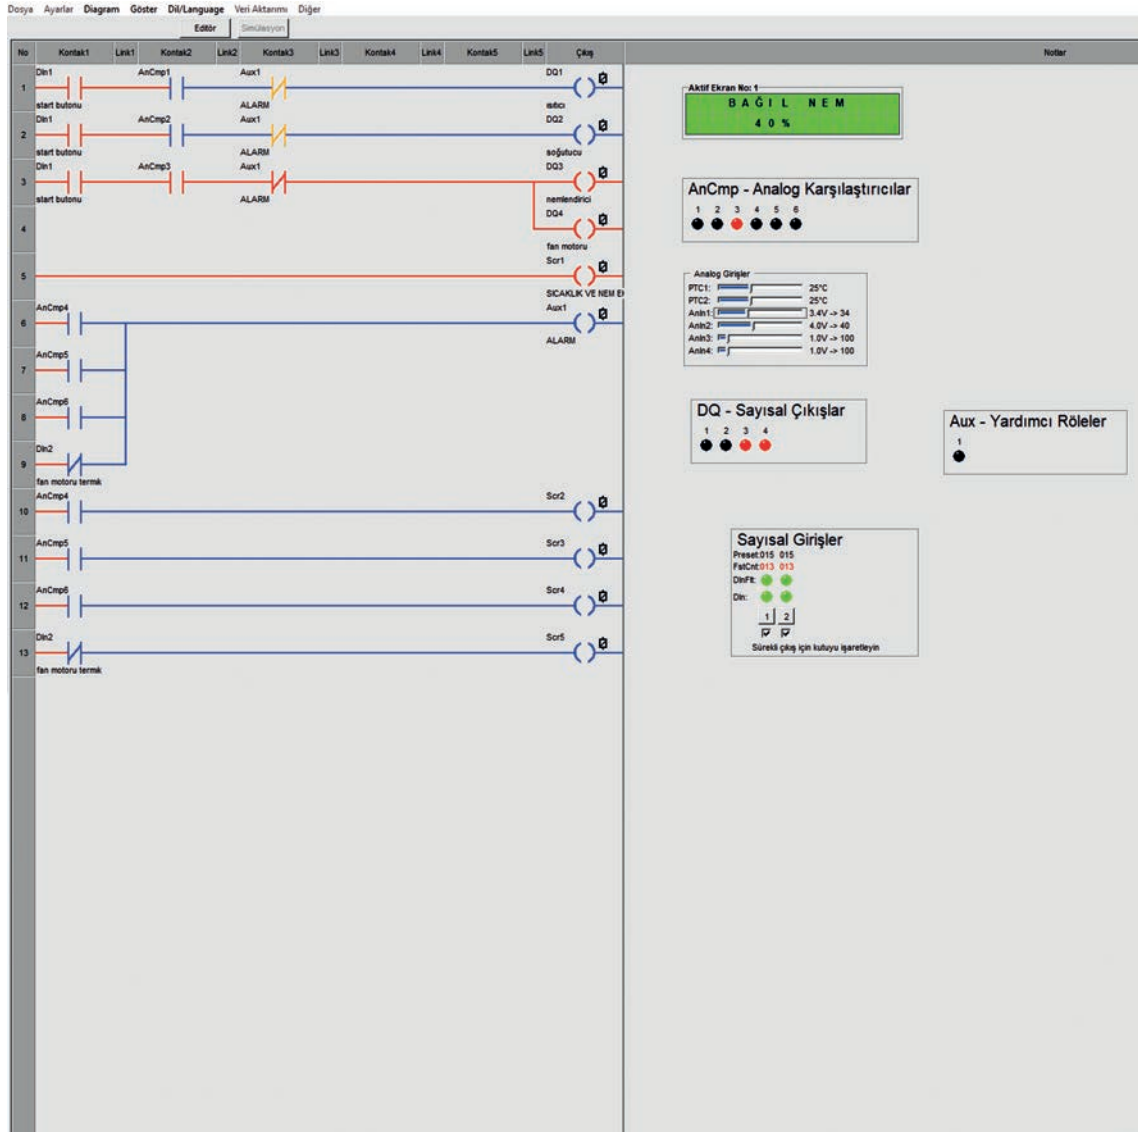 Dosya Ayarlar Diagram Göster Dil/Language Veri Aktarımı Diğer
Editör Simülasyon
No Kontak1 Link1 Kontak2 Link2 Kontak3 Link3 Kontak4 Link4 Kontak5 Link5 Çıkış Notlar
1 Din1 AnCmp1 Aux1 DQ1
start butonu ALARM ısıtıcı
2 Din1 AnCmp2 Aux1 DQ2
start butonu ALARM soğutucu
3 Din1 AnCmp3 Aux1 DQ3
start butonu ALARM nemlendirici
4 DQ4
fan motoru
5 Scr1
SICAKLIK VE NEM
6 AnCmp4 Aux1
ALARM
7 AnCmp5
8 AnCmp6
9 Din2
fan motoru termik
10 AnCmp4 Scr2
11 AnCmp5 Scr3
12 AnCmp6 Scr4
13 Din2 Scr5
fan motoru termik
Aktif Ekran No: 1
BAĞIL NEM
40%
AnCmp - Analog Karşılaştırıcılar
1 2 3 4 5 6
Analog Girişler
PTC1: 25°C
PTC2: 25°C
AnIn1: 3.4V -> 34
AnIn2: 4.0V -> 40
AnIn3: 1.0V -> 100
AnIn4: 1.0V -> 100
DQ - Sayısal Çıkışlar
1 2 3 4
Aux - Yardımcı Röleler
1
Sayısal Girişler
Preset:015 015
FstCnt:013 013
DinFlt:
Din:
1 2
Sürekli çıkış için kutuyu işaretleyin